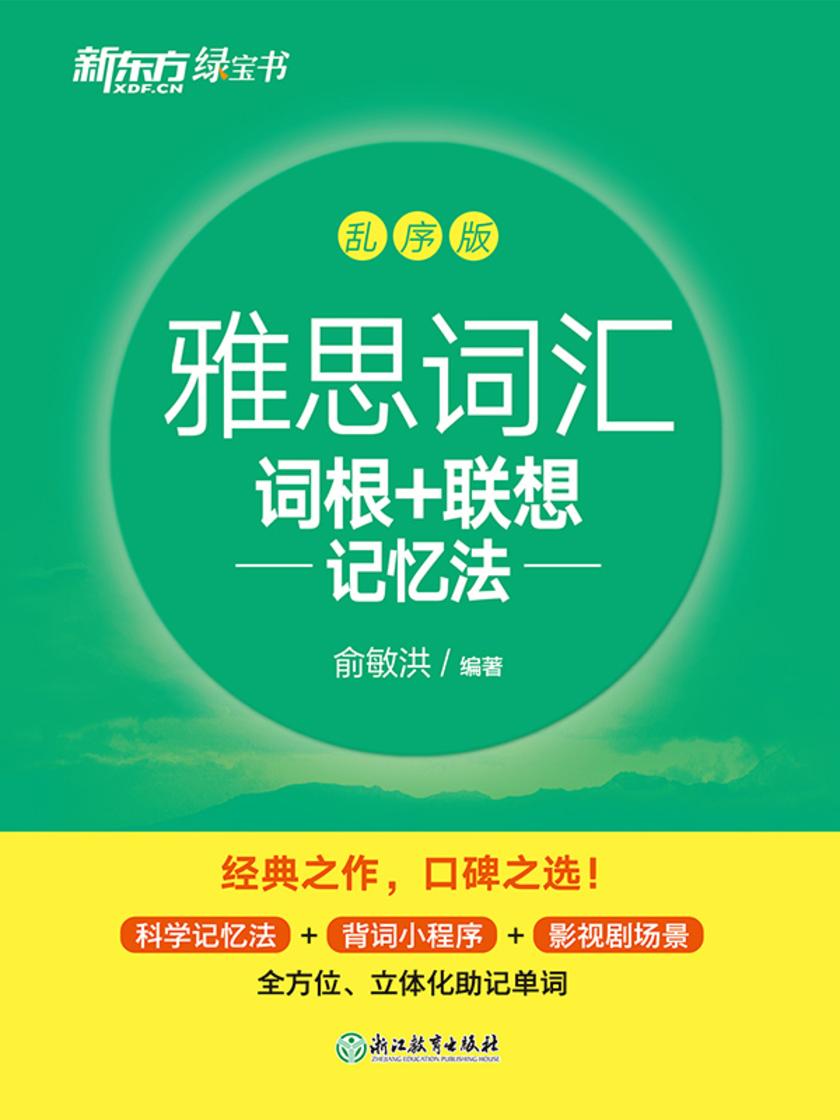 新东方 绿宝书
XDF.CN
乱序版
雅思词汇
词根+联想
记忆法
俞敏洪 / 编著
经典之作，口碑之选！
科学记忆法 + 背词小程序 + 影视剧场景
全方位、立体化助记单词
浙江教育出版社
ZHEJIANG EDUCATION PUBLISHING HOUSE